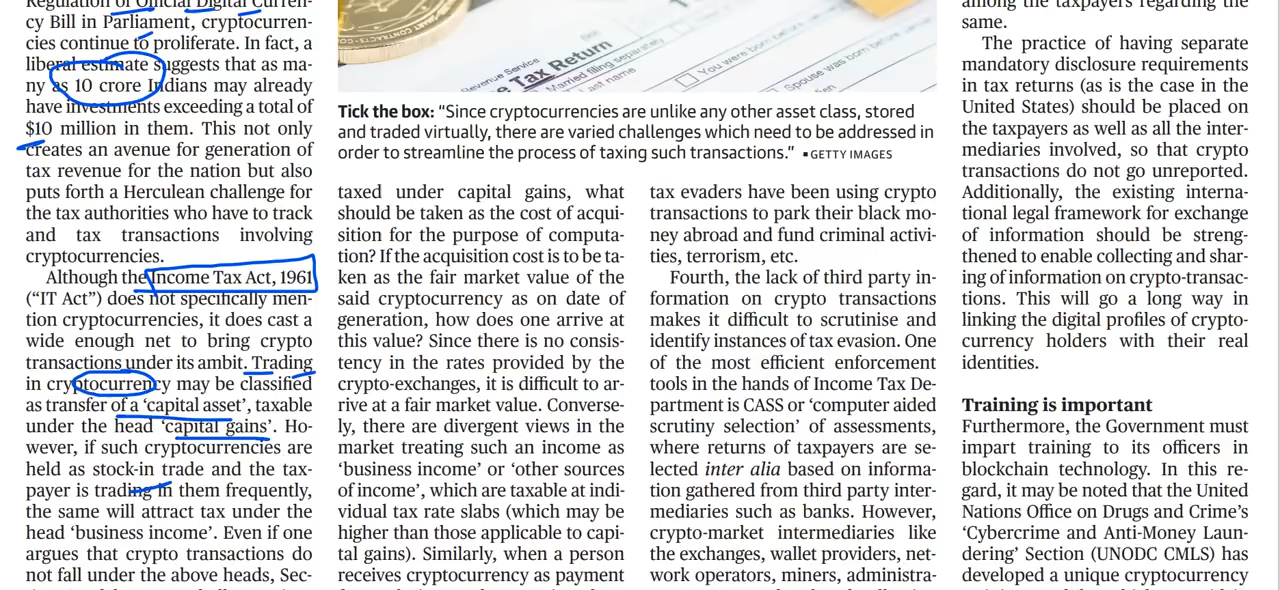 Regulation of Official Digital Curren-
cy Bill in Parliament, cryptocurren-
cies continue to proliferate. In fact, a
liberal estimate suggests that as ma-
ny as 10 crore Indians may already
have investments exceeding a total of
$10 million in them. This not only
creates an avenue for generation of
tax revenue for the nation but also
puts forth a Herculean challenge for
the tax authorities who have to track
and tax transactions involving
cryptocurrencies.
Although the Income Tax Act, 1961
(“IT Act”) does not specifically men-
tion cryptocurrencies, it does cast a
wide enough net to bring crypto
transactions under its ambit. Trading
in cryptocurrency may be classified
as transfer of a ‘capital asset’, taxable
under the head ‘capital gains’. Ho-
wever, if such cryptocurrencies are
held as stock-in trade and the tax-
payer is trading in them frequently,
the same will attract tax under the
head ‘business income’. Even if one
argues that crypto transactions do
not fall under the above heads, Sec-
Revenue Service
Tax Return
Married filing separately
Last name
You were born before
Spouse was born before
Tick the box: “Since cryptocurrencies are unlike any other asset class, stored
and traded virtually, there are varied challenges which need to be addressed in
order to streamline the process of taxing such transactions.” ▪ GETTY IMAGES
taxed under capital gains, what
should be taken as the cost of acqui-
sition for the purpose of computa-
tion? If the acquisition cost is to be ta-
ken as the fair market value of the
said cryptocurrency as on date of
generation, how does one arrive at
this value? Since there is no consis-
tency in the rates provided by the
crypto-exchanges, it is difficult to ar-
rive at a fair market value. Converse-
ly, there are divergent views in the
market treating such an income as
‘business income’ or ‘other sources
of income’, which are taxable at indi-
vidual tax rate slabs (which may be
higher than those applicable to capi-
tal gains). Similarly, when a person
receives cryptocurrency as payment
tax evaders have been using crypto
transactions to park their black mo-
ney abroad and fund criminal activi-
ties, terrorism, etc.
Fourth, the lack of third party in-
formation on crypto transactions
makes it difficult to scrutinise and
identify instances of tax evasion. One
of the most efficient enforcement
tools in the hands of Income Tax De-
partment is CASS or ‘computer aided
scrutiny selection’ of assessments,
where returns of taxpayers are se-
lected inter alia based on informa-
tion gathered from third party inter-
mediaries such as banks. However,
crypto-market intermediaries like
the exchanges, wallet providers, net-
work operators, miners, administra-
among the taxpayers regarding the
same.
The practice of having separate
mandatory disclosure requirements
in tax returns (as is the case in the
United States) should be placed on
the taxpayers as well as all the inter-
mediaries involved, so that crypto
transactions do not go unreported.
Additionally, the existing interna-
tional legal framework for exchange
of information should be streng-
thened to enable collecting and shar-
ing of information on crypto-transac-
tions. This will go a long way in
linking the digital profiles of crypto-
currency holders with their real
identities.
Training is important
Furthermore, the Government must
impart training to its officers in
blockchain technology. In this re-
gard, it may be noted that the United
Nations Office on Drugs and Crime’s
‘Cybercrime and Anti-Money Laun-
dering’ Section (UNODC CMLS) has
developed a unique cryptocurrency